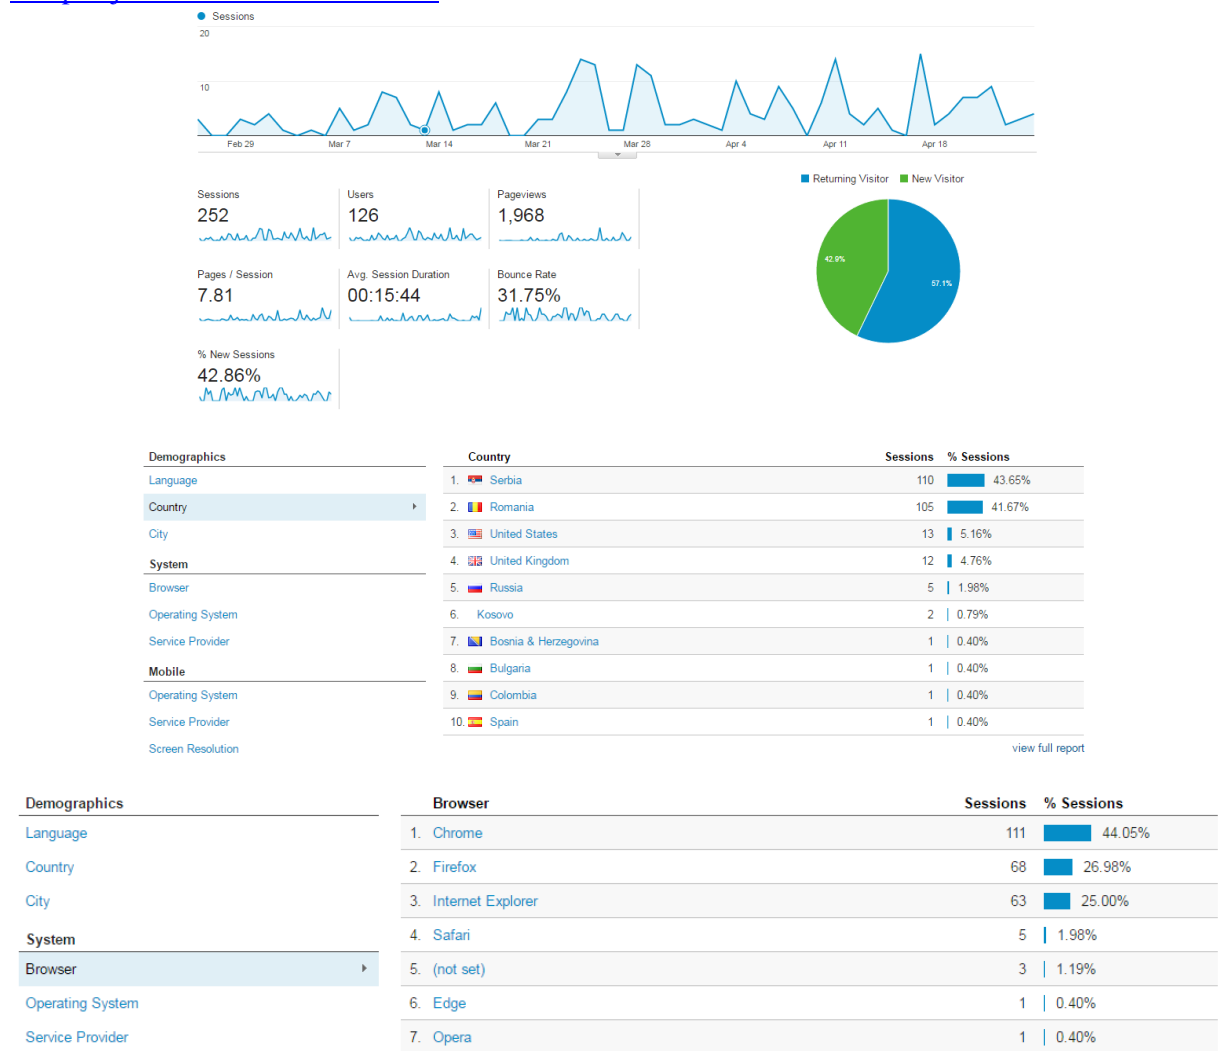 Sessions
20
10
Feb 29 Mar 7 Mar 14 Mar 21 Mar 28 Apr 4 Apr 11 Apr 18
Returning Visitor New Visitor
Sessions Users Pageviews
252 126 1,968
42.9%
57.1%
Pages / Session Avg. Session Duration Bounce Rate
7.81 00:15:44 31.75%
% New Sessions
42.86%
Demographics Country Sessions % Sessions
Language 1. Serbia 110 43.65%
Country 2. Romania 105 41.67%
City 3. United States 13 5.16%
System 4. United Kingdom 12 4.76%
Browser 5. Russia 5 1.98%
Operating System 6. Kosovo 2 0.79%
Service Provider 7. Bosnia & Herzegovina 1 0.40%
Mobile 8. Bulgaria 1 0.40%
Operating System 9. Colombia 1 0.40%
Service Provider 10. Spain 1 0.40%
Screen Resolution view full report
Demographics Browser Sessions % Sessions
Language 1. Chrome 111 44.05%
Country 2. Firefox 68 26.98%
City 3. Internet Explorer 63 25.00%
System 4. Safari 5 1.98%
Browser 5. (not set) 3 1.19%
Operating System 6. Edge 1 0.40%
Service Provider 7. Opera 1 0.40%